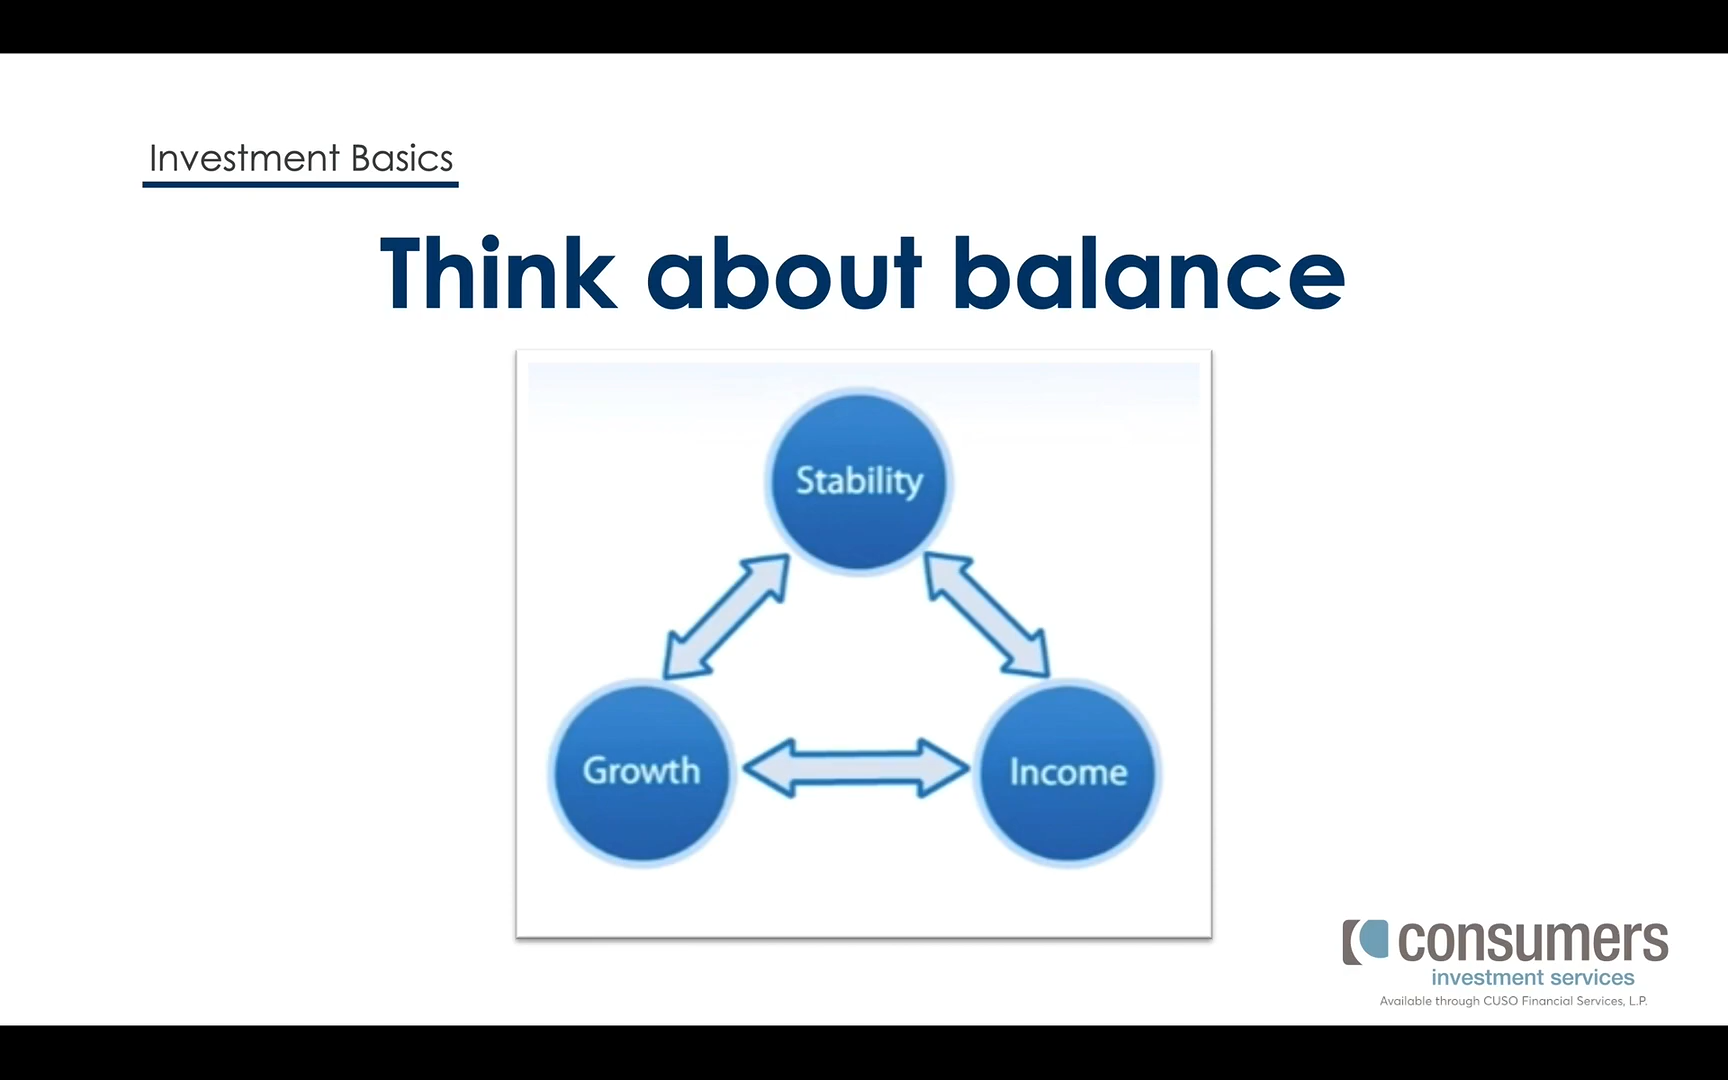 Investment Basics
Think about balance
Stability
Growth
Income
consumers
investment services
Available through CUSO Financial Services, L.P.